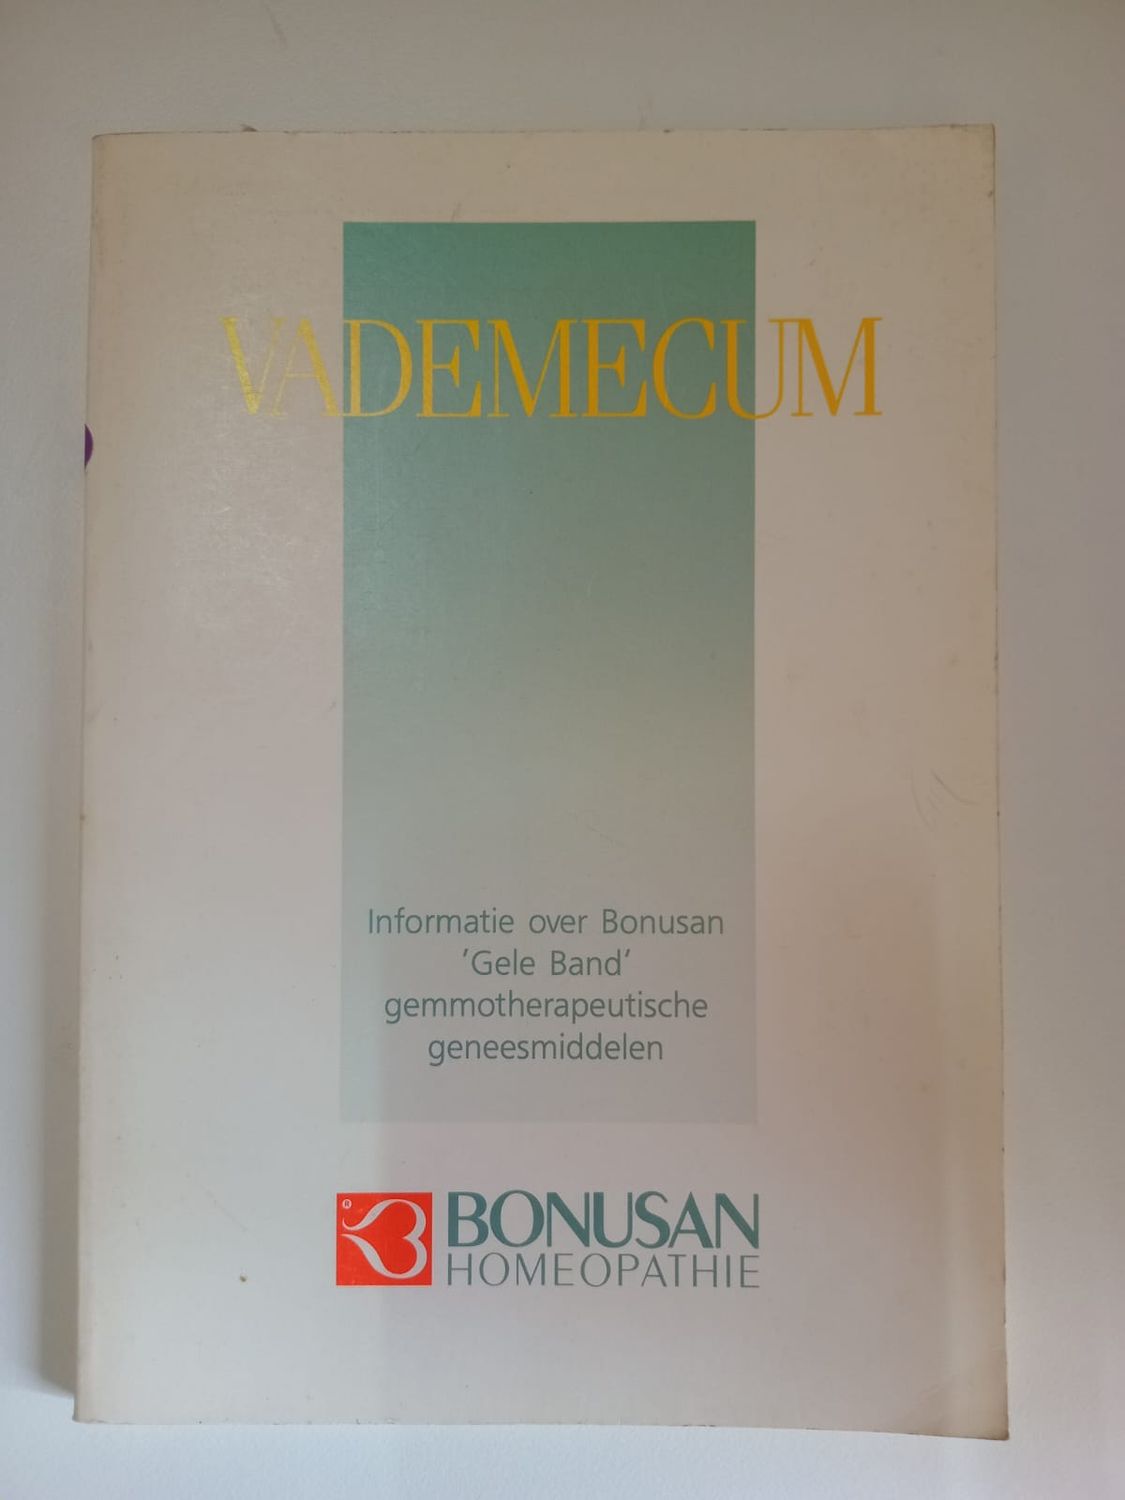 VADEMECUM
Informatie over Bonusan
'Gele Band'
gemmotherapeutische
geneesmiddelen
®
BONUSAN
HOMEOPATHIE